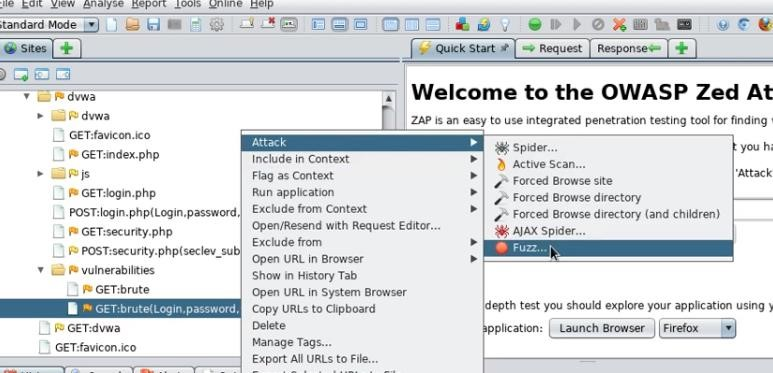 File Edit View Analyse Report Tools Online Help
Standard Mode
Sites
Quick Start
Request
Response
dvwa
dvwa
GET:favicon.ico
GET:index.php
js
GET:login.php
POST:login.php(Login,password,
GET:security.php
POST:security.php(seclev_sub
vulnerabilities
GET:brute
GET:brute(Login,password,
GET:dvwa
GET:favicon.ico
Attack
Include in Context
Flag as Context
Run application
Exclude from Context
Open/Resend with Request Editor...
Exclude from
Open URL in Browser
Show in History Tab
Open URL in System Browser
Copy URLs to Clipboard
Delete
Manage Tags...
Export All URLs to File...
Spider...
Active Scan...
Forced Browse site
Forced Browse directory
Forced Browse directory (and children)
AJAX Spider...
Fuzz...
Welcome to the OWASP Zed At
ZAP is an easy to use integrated penetration testing tool for finding
t you ha
'Attack'
depth test you should explore your application using y
application:
Launch Browser
Firefox